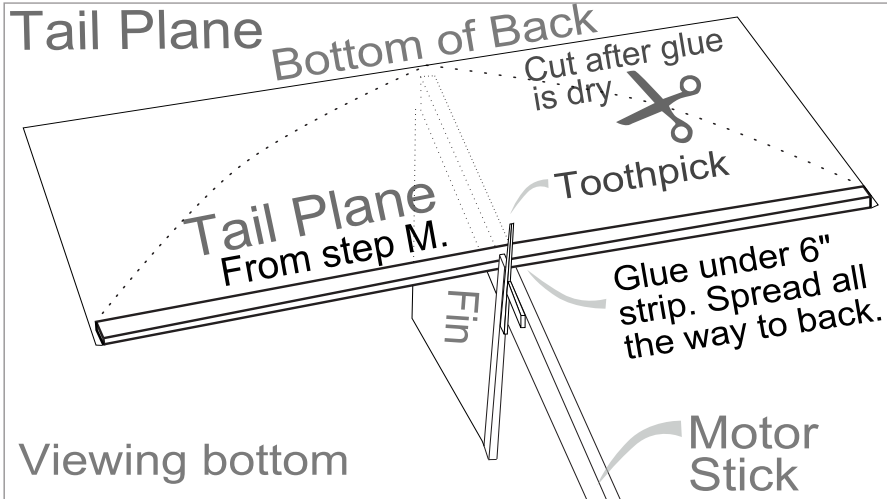 Tail Plane
Bottom of Back
Cut after glue
is dry
Toothpick
Tail Plane
From step M.
Glue under 6"
strip. Spread all
the way to back.
Fin
Motor
Stick
Viewing bottom